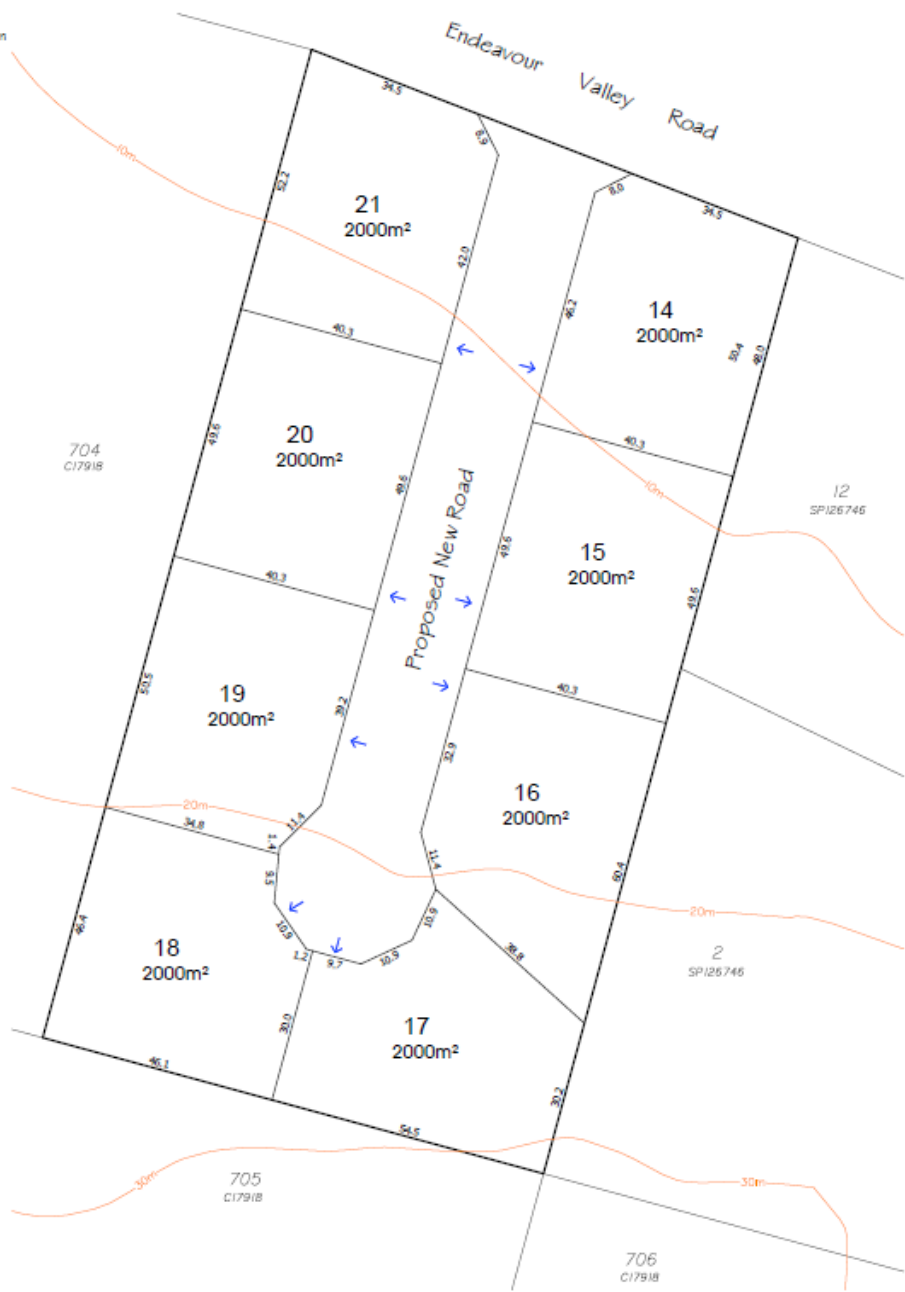 m
Endeavour Valley Road
34.5
8.9
8.0
34.5
10m
52.2
21
2000m²
42.0
46.2
14
2000m²
50.4
48.0
40.3
704
C17918
49.6
20
2000m²
49.6
Proposed New Road
40.3
10m
12
SP126746
15
2000m²
49.6
49.6
40.3
50.5
19
2000m²
39.2
40.3
32.9
16
2000m²
20m
34.8
11.4
1.4
9.5
11.4
60.4
20m
10.9
10.9
46.4
18
2000m²
1.2
9.7
10.9
38.8
2
SP126746
30.0
17
2000m²
46.1
30.2
54.5
30m
705
C17918
30m
706
C17918